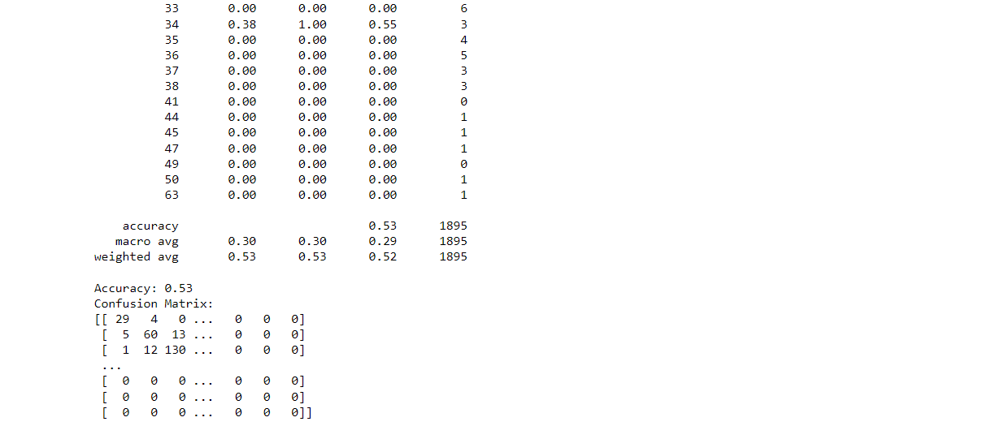 33 0.00 0.00 0.00 6
34 0.38 1.00 0.55 3
35 0.00 0.00 0.00 4
36 0.00 0.00 0.00 5
37 0.00 0.00 0.00 3
38 0.00 0.00 0.00 3
41 0.00 0.00 0.00 0
44 0.00 0.00 0.00 1
45 0.00 0.00 0.00 1
47 0.00 0.00 0.00 1
49 0.00 0.00 0.00 0
50 0.00 0.00 0.00 1
63 0.00 0.00 0.00 1
accuracy 0.53 1895
macro avg 0.30 0.30 0.29 1895
weighted avg 0.53 0.53 0.52 1895
Accuracy: 0.53
Confusion Matrix:
[[ 29 4 0 ... 0 0 0]
[ 5 60 13 ... 0 0 0]
[ 1 12 130 ... 0 0 0]
...
[ 0 0 0 ... 0 0 0]
[ 0 0 0 ... 0 0 0]
[ 0 0 0 ... 0 0 0]]